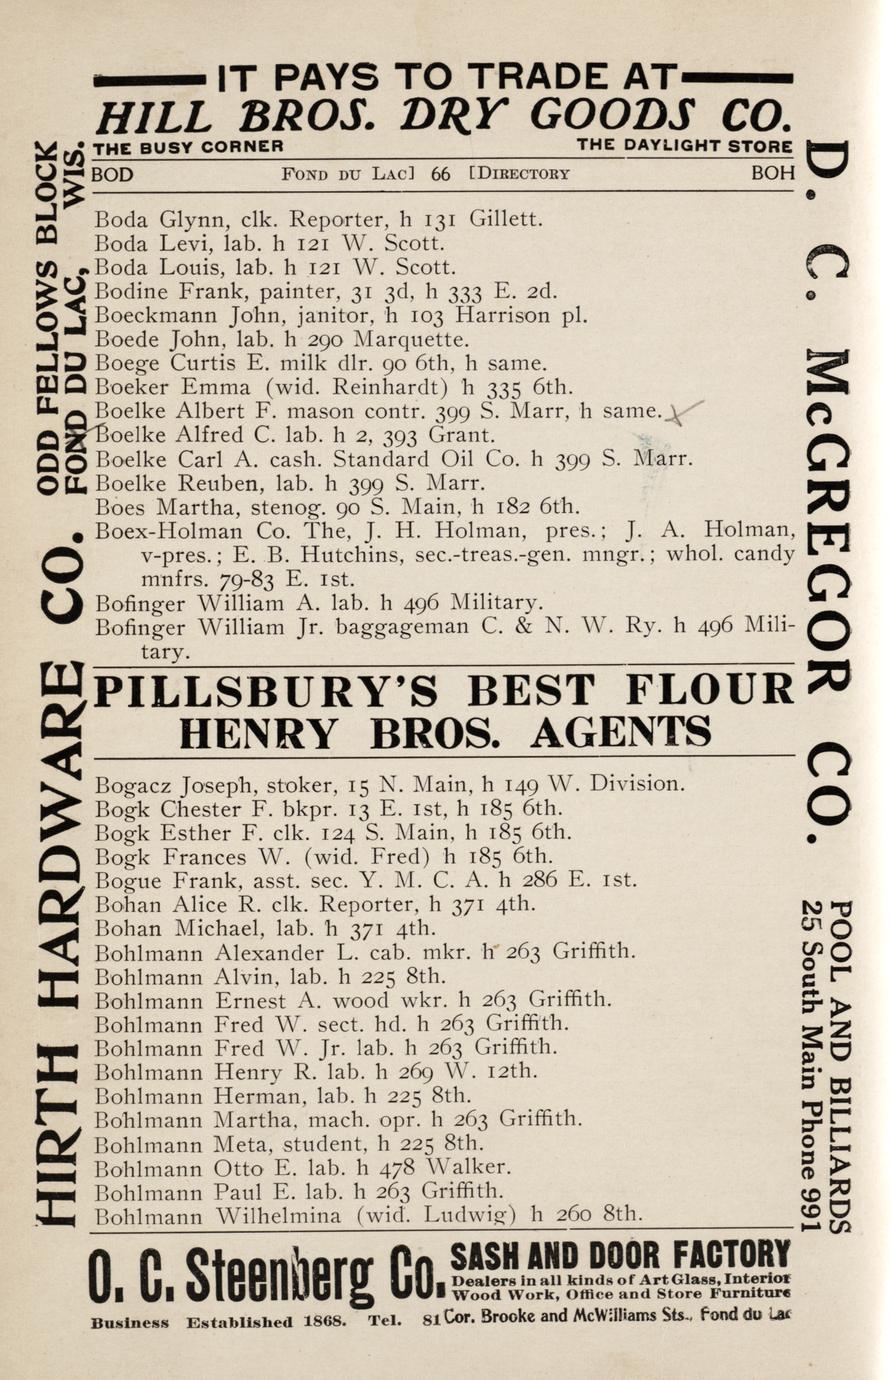 IT PAYS TO TRADE AT
HILL BROS. DRY GOODS CO.
THE BUSY CORNER THE DAYLIGHT STORE
BOD FOND DU LAC] 66 [DIRECTORY BOH
Boda Glynn, clk. Reporter, h 131 Gillett.
Boda Levi, lab. h 121 W. Scott.
Boda Louis, lab. h 121 W. Scott.
Bodine Frank, painter, 31 3d, h 333 E. 2d.
Boeckmann John, janitor, h 103 Harrison pl.
Boede John, lab. h 290 Marquette.
Boege Curtis E. milk dlr. 90 6th, h same.
Boeker Emma (wid. Reinhardt) h 335 6th.
Boelke Albert F. mason contr. 399 S. Marr, h same.
Boelke Alfred C. lab. h 2, 393 Grant.
Boelke Carl A. cash. Standard Oil Co. h 399 S. Marr.
Boelke Reuben, lab. h 399 S. Marr.
Boes Martha, stenog. 90 S. Main, h 182 6th.
Boex-Holman Co. The, J. H. Holman, pres.; J. A. Holman,
v-pres.; E. B. Hutchins, sec.-treas.-gen. mngr.; whol. candy
mnfrs. 79-83 E. 1st.
Bofinger William A. lab. h 496 Military.
Bofinger William Jr. baggageman C. & N. W. Ry. h 496 Mili-
tary.
PILLSBURY'S BEST FLOUR
HENRY BROS. AGENTS
Bogacz Joseph, stoker, 15 N. Main, h 149 W. Division.
Bogk Chester F. bkpr. 13 E. 1st, h 185 6th.
Bogk Esther F. clk. 124 S. Main, h 185 6th.
Bogk Frances W. (wid. Fred) h 185 6th.
Bogue Frank, asst. sec. Y. M. C. A. h 286 E. 1st.
Bohan Alice R. clk. Reporter, h 371 4th.
Bohan Michael, lab. h 371 4th.
Bohlmann Alexander L. cab. mkr. h 263 Griffith.
Bohlmann Alvin, lab. h 225 8th.
Bohlmann Ernest A. wood wkr. h 263 Griffith.
Bohlmann Fred W. sect. hd. h 263 Griffith.
Bohlmann Fred W. Jr. lab. h 263 Griffith.
Bohlmann Henry R. lab. h 269 W. 12th.
Bohlmann Herman, lab. h 225 8th.
Bohlmann Martha, mach. opr. h 263 Griffith.
Bohlmann Meta, student, h 225 8th.
Bohlmann Otto E. lab. h 478 Walker.
Bohlmann Paul E. lab. h 263 Griffith.
Bohlmann Wilhelmina (wid. Ludwig) h 260 8th.
O. C. Steenberg Co.
SASH AND DOOR FACTORY
Dealers in all kinds of Art Glass, Interior
Wood Work, Office and Store Furniture
Business Established 1868. Tel. 81 Cor. Brooke and McWilliams Sts., Fond du Lac
HIRTH HARDWARE CO.
ODD FELLOWS BLOCK
FOND DU LAC, WIS.
D. C. McGREGOR CO.
POOL AND BILLIARDS
25 South Main Phone 991